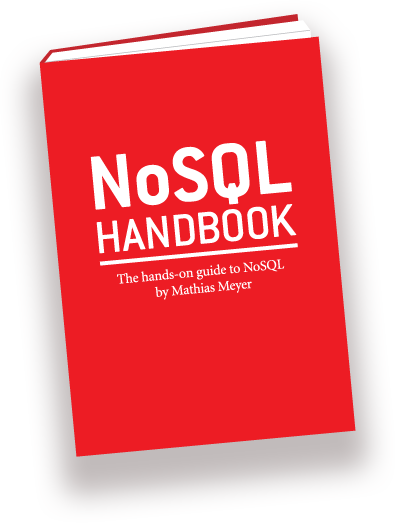 NoSQL
HANDBOOK
The hands-on guide to NoSQL
by Mathias Meyer